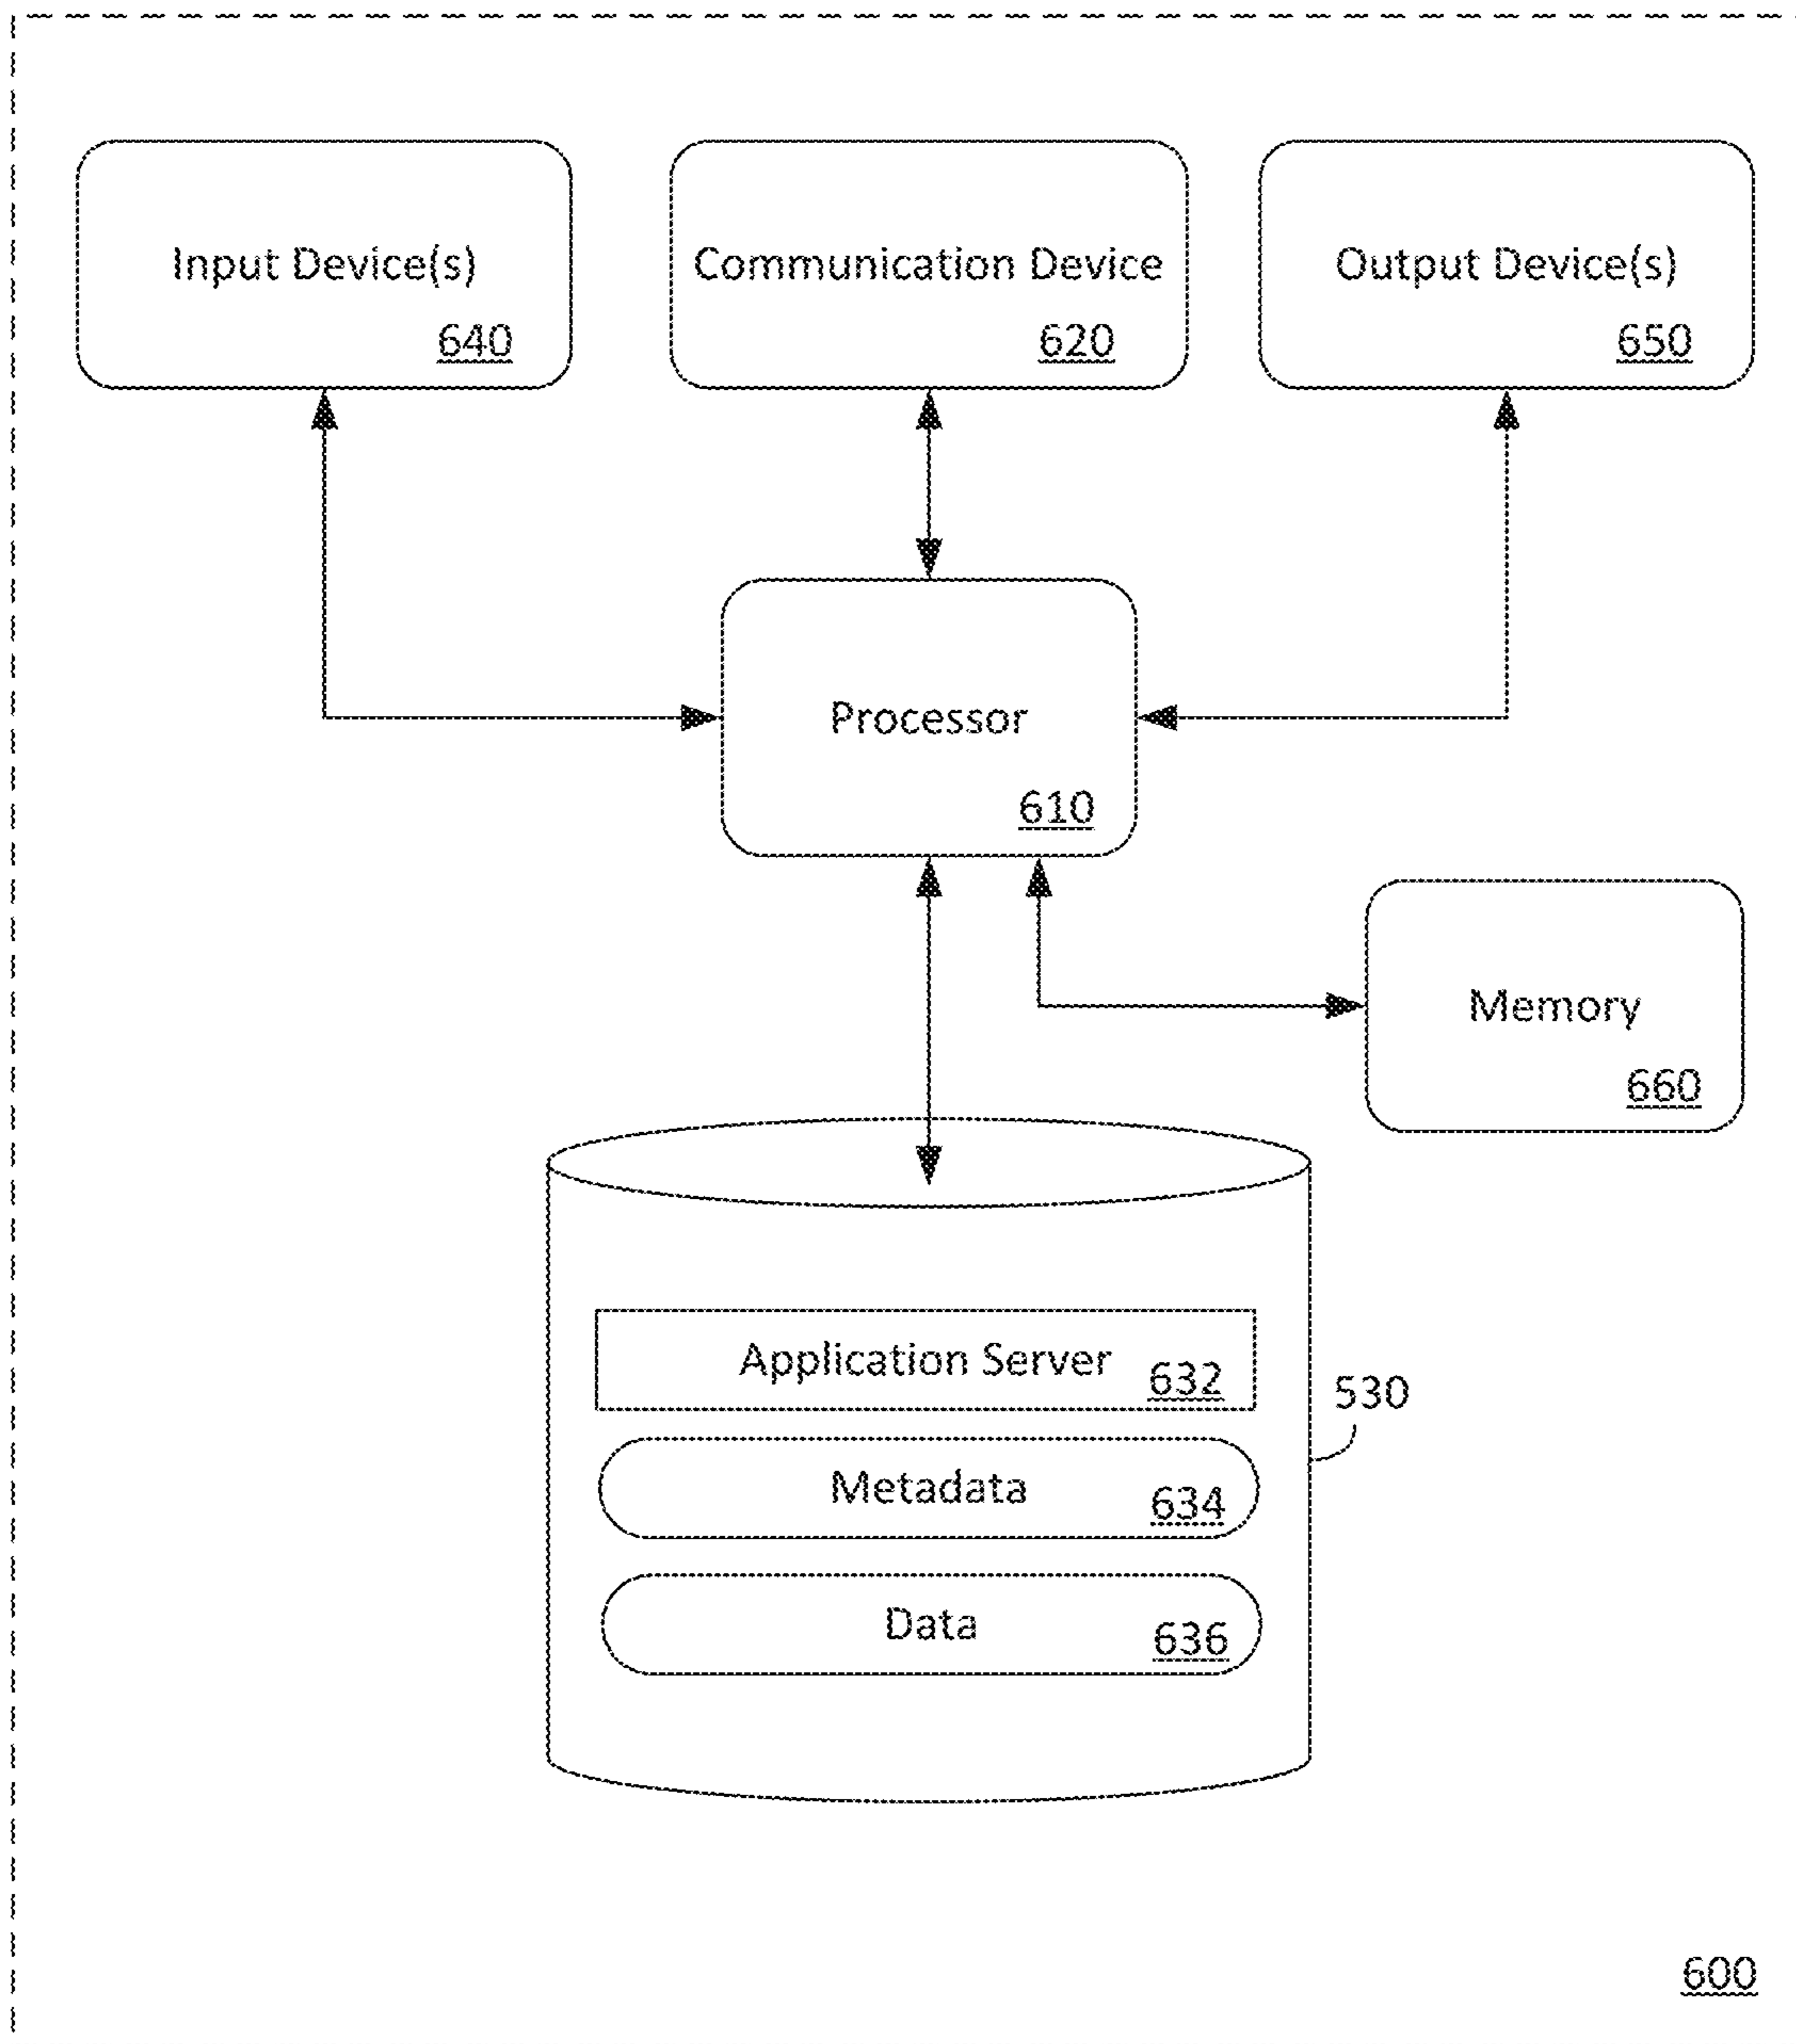 Input Device(s)
640
Communication Device
620
Output Device(s)
650
Processor
610
Memory
660
Application Server 632
530
Metadata 634
Data 636
600